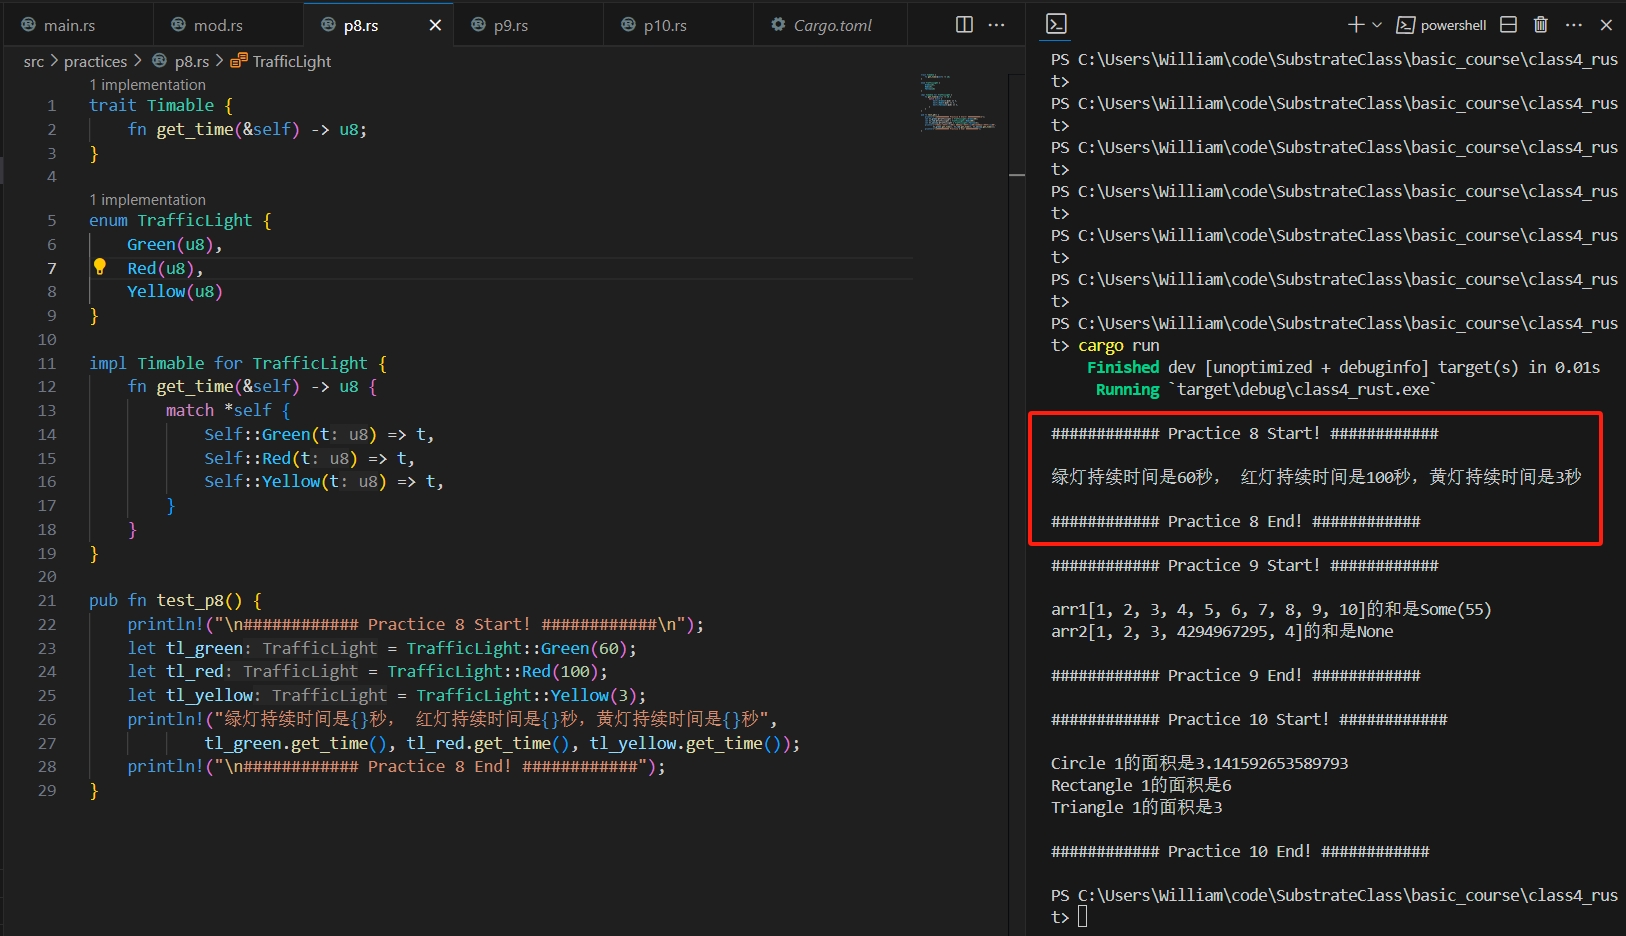 main.rs
mod.rs
p8.rs
p9.rs
p10.rs
Cargo.toml
src > practices > p8.rs > TrafficLight
1 implementation
1 trait Timable {
2 fn get_time(&self) -> u8;
3 }
4
1 implementation
5 enum TrafficLight {
6 Green(u8),
7 Red(u8),
8 Yellow(u8)
9 }
10
11 impl Timable for TrafficLight {
12 fn get_time(&self) -> u8 {
13 match *self {
14 Self::Green(t: u8) => t,
15 Self::Red(t: u8) => t,
16 Self::Yellow(t: u8) => t,
17 }
18 }
19 }
20
21 pub fn test_p8() {
22 println!("\n############ Practice 8 Start! ############\n");
23 let tl_green: TrafficLight = TrafficLight::Green(60);
24 let tl_red: TrafficLight = TrafficLight::Red(100);
25 let tl_yellow: TrafficLight = TrafficLight::Yellow(3);
26 println!("绿灯持续时间是{}秒， 红灯持续时间是{}秒，黄灯持续时间是{}秒",
27 tl_green.get_time(), tl_red.get_time(), tl_yellow.get_time());
28 println!("\n############ Practice 8 End! ############");
29 }
powershell
PS C:\Users\William\code\SubstrateClass\basic_course\class4_rus
t>
PS C:\Users\William\code\SubstrateClass\basic_course\class4_rus
t>
PS C:\Users\William\code\SubstrateClass\basic_course\class4_rus
t>
PS C:\Users\William\code\SubstrateClass\basic_course\class4_rus
t>
PS C:\Users\William\code\SubstrateClass\basic_course\class4_rus
t>
PS C:\Users\William\code\SubstrateClass\basic_course\class4_rus
t>
PS C:\Users\William\code\SubstrateClass\basic_course\class4_rus
t> cargo run
Finished dev [unoptimized + debuginfo] target(s) in 0.01s
Running `target\debug\class4_rust.exe`
############ Practice 8 Start! ############
绿灯持续时间是60秒， 红灯持续时间是100秒，黄灯持续时间是3秒
############ Practice 8 End! ############
############ Practice 9 Start! ############
arr1[1, 2, 3, 4, 5, 6, 7, 8, 9, 10]的和是Some(55)
arr2[1, 2, 3, 4294967295, 4]的和是None
############ Practice 9 End! ############
############ Practice 10 Start! ############
Circle 1的面积是3.141592653589793
Rectangle 1的面积是6
Triangle 1的面积是3
############ Practice 10 End! ############
PS C:\Users\William\code\SubstrateClass\basic_course\class4_rus
t>